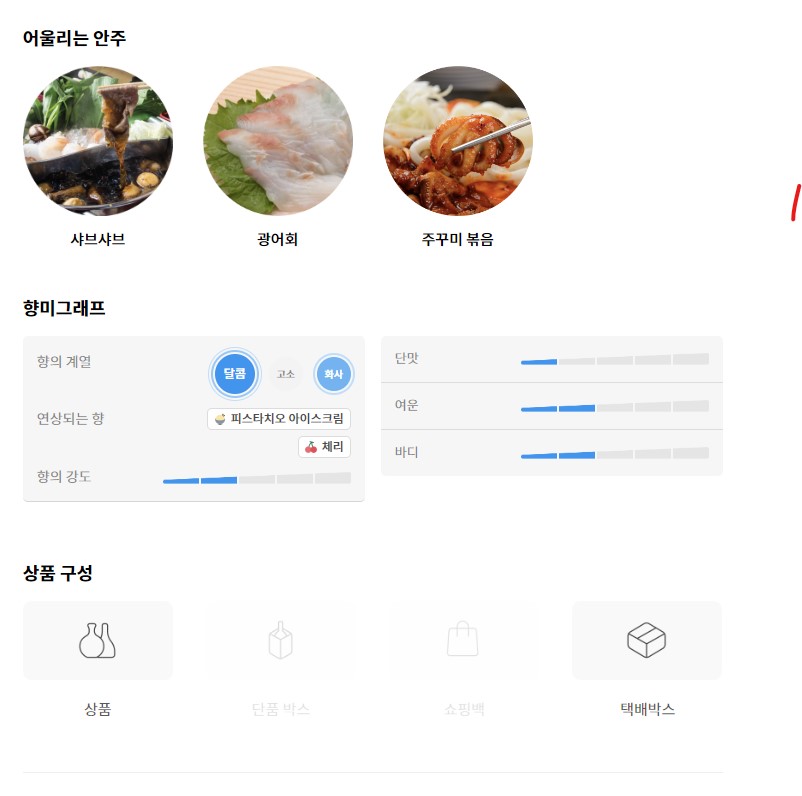 어울리는 안주
샤브샤브 광어회 주꾸미 볶음
향미그래프
향의 계열 달콤 고소 화사
연상되는 향 피스타치오 아이스크림
체리
향의 강도
단맛
여운
바디
상품 구성
상품 단품 박스 쇼핑백 택배박스